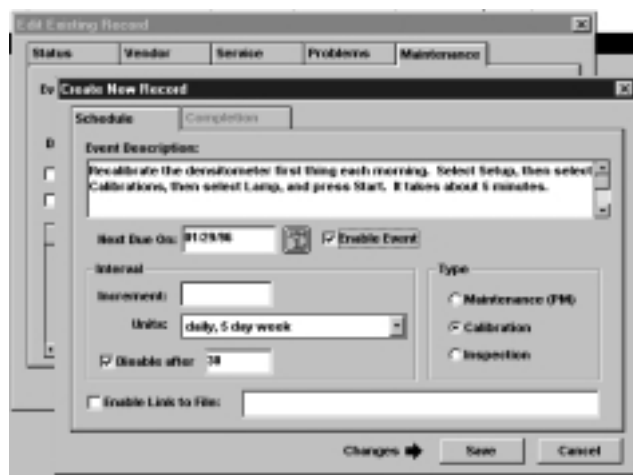 Edit Existing Record
Status Vendor Service Problems Maintenance
Ev
Create New Record
Schedule Completion
Event Description:
Recalibrate the densitometer first thing each morning. Select Setup, then select
Calibrations, then select Lamp, and press Start. It takes about 5 minutes.
Next Due On: 01/29/96 Enable Event
Interval
Increment:
Units: daily, 5 day week
Disable after 30
Type
Maintenance (PM)
Calibration
Inspection
Enable Link to File:
Changes Save Cancel